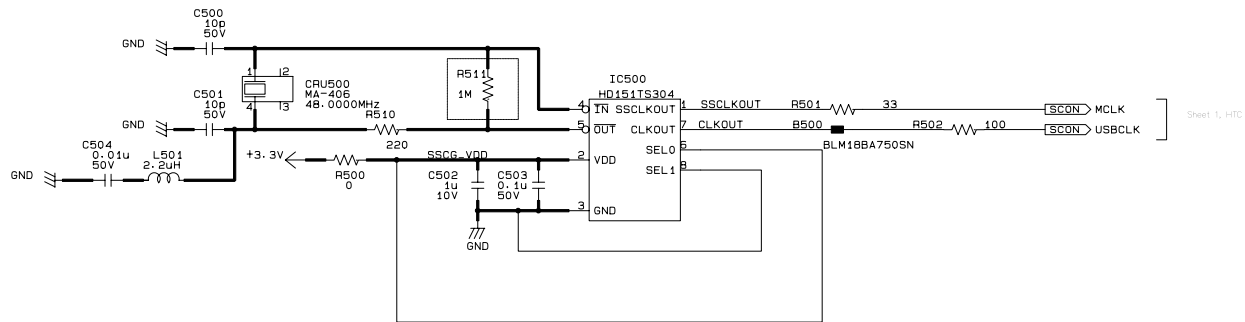 C500
10p
50V
GND
1 2
4 3
CRU500
MA-406
48.0000MHz
R511
1M
IC500
HD151TS304
C501
10p
50V
GND
R510
220
4 IN SSCLKOUT 1 SSCLKOUT R501 33 SCON MCLK
5 OUT CLKOUT 7 CLKOUT B500 R502 100 SCON USBCLK
BLM18BA750SN
Sheet 1, HTC
C504
0.01u
50V
L501
2.2uH
GND
+3.3V
R500
0
SSCG_VDD
2 VDD SEL0 6
SEL1 8
C502
1u
10V
C503
0.1u
50V
3 GND
GND